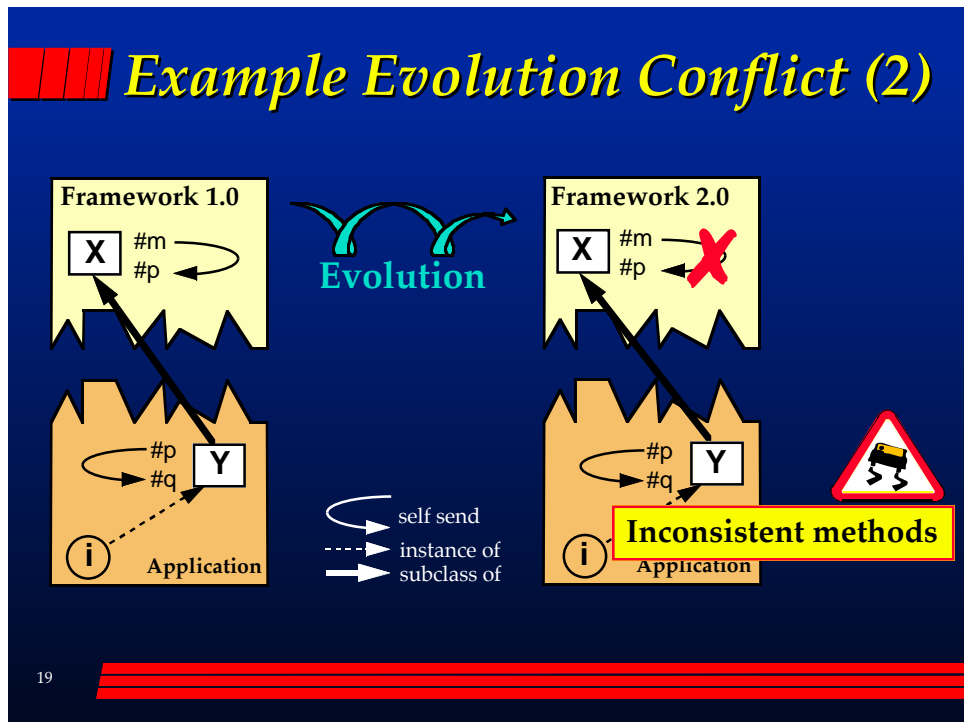 Example Evolution Conflict (2)
Framework 1.0
X
#m
#p
Evolution
Framework 2.0
X
#m
#p
#p
#q
Y
i
Application
self send
instance of
subclass of
#p
#q
Y
i
Inconsistent methods
Application
19